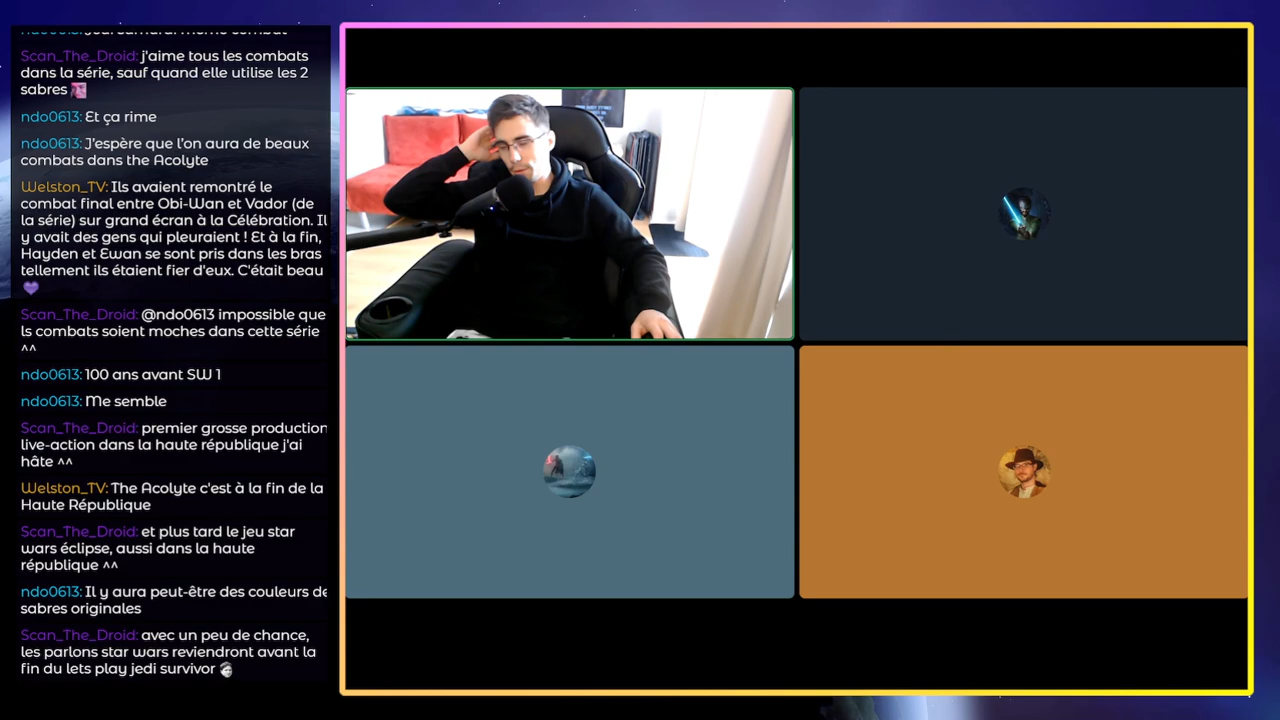 Scan_The_Droid: j'aime tous les combats
dans la série, sauf quand elle utilise les 2
sabres
ndo0613: Et ça rime
ndo0613: J'espère que l'on aura de beaux
combats dans the Acolyte
Welston_TV: Ils avaient remontré le
combat final entre Obi-Wan et Vador (de
la série) sur grand écran à la Célébration. Il
y avait des gens qui pleuraient ! Et à la fin,
Hayden et Ewan se sont pris dans les bras
tellement ils étaient fier d'eux. C'était beau
Scan_The_Droid: @ndo0613 impossible que
ls combats soient moches dans cette série
^^
ndo0613: 100 ans avant SW 1
ndo0613: Me semble
Scan_The_Droid: premier grosse production
live-action dans la haute république j'ai
hâte ^^
Welston_TV: The Acolyte c'est à la fin de la
Haute République
Scan_The_Droid: et plus tard le jeu star
wars éclipse, aussi dans la haute
république ^^
ndo0613: Il y aura peut-être des couleurs de
sabres originales
Scan_The_Droid: avec un peu de chance,
les parlons star wars reviendront avant la
fin du lets play jedi survivor